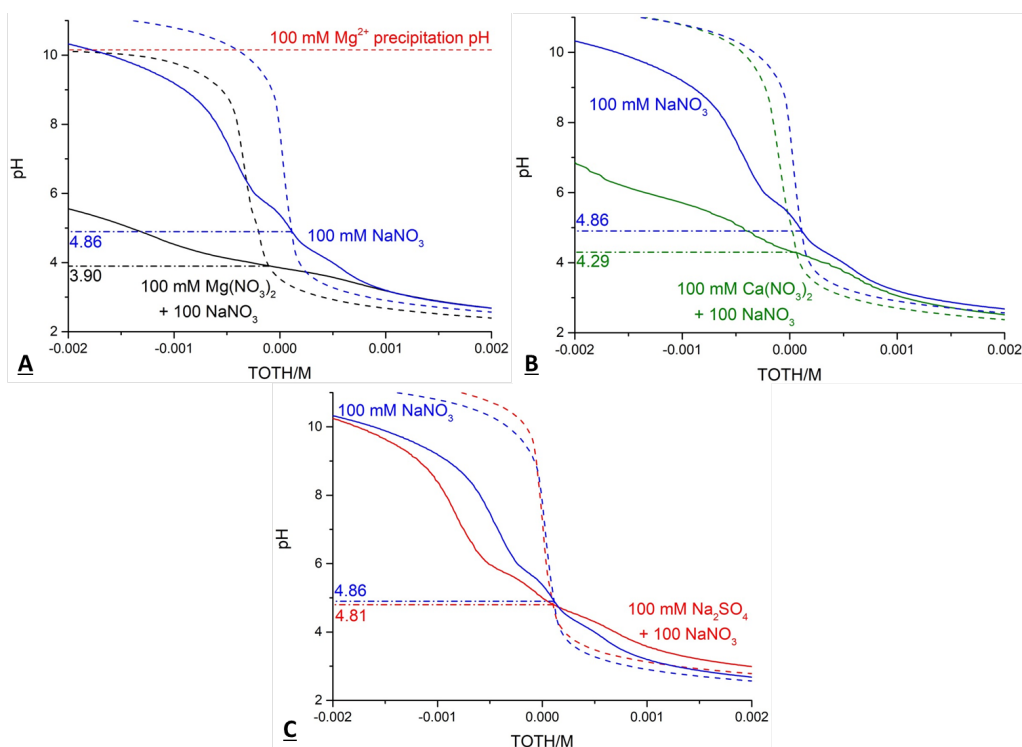 100 mM Mg²⁺ precipitation pH
10
8
6
4
2
pH
4.86
3.90
100 mM NaNO₃
100 mM Mg(NO₃)₂
+ 100 NaNO₃
-0.002
-0.001
0.000
0.001
0.002
TOTH/M
A
10
8
6
4
2
pH
100 mM NaNO₃
4.86
4.29
100 mM Ca(NO₃)₂
+ 100 NaNO₃
-0.002
-0.001
0.000
0.001
0.002
TOTH/M
B
100 mM NaNO₃
10
8
6
4
2
pH
4.86
4.81
100 mM Na₂SO₄
+ 100 mM NaNO₃
-0.002
-0.001
0.000
0.001
0.002
TOTH/M
C